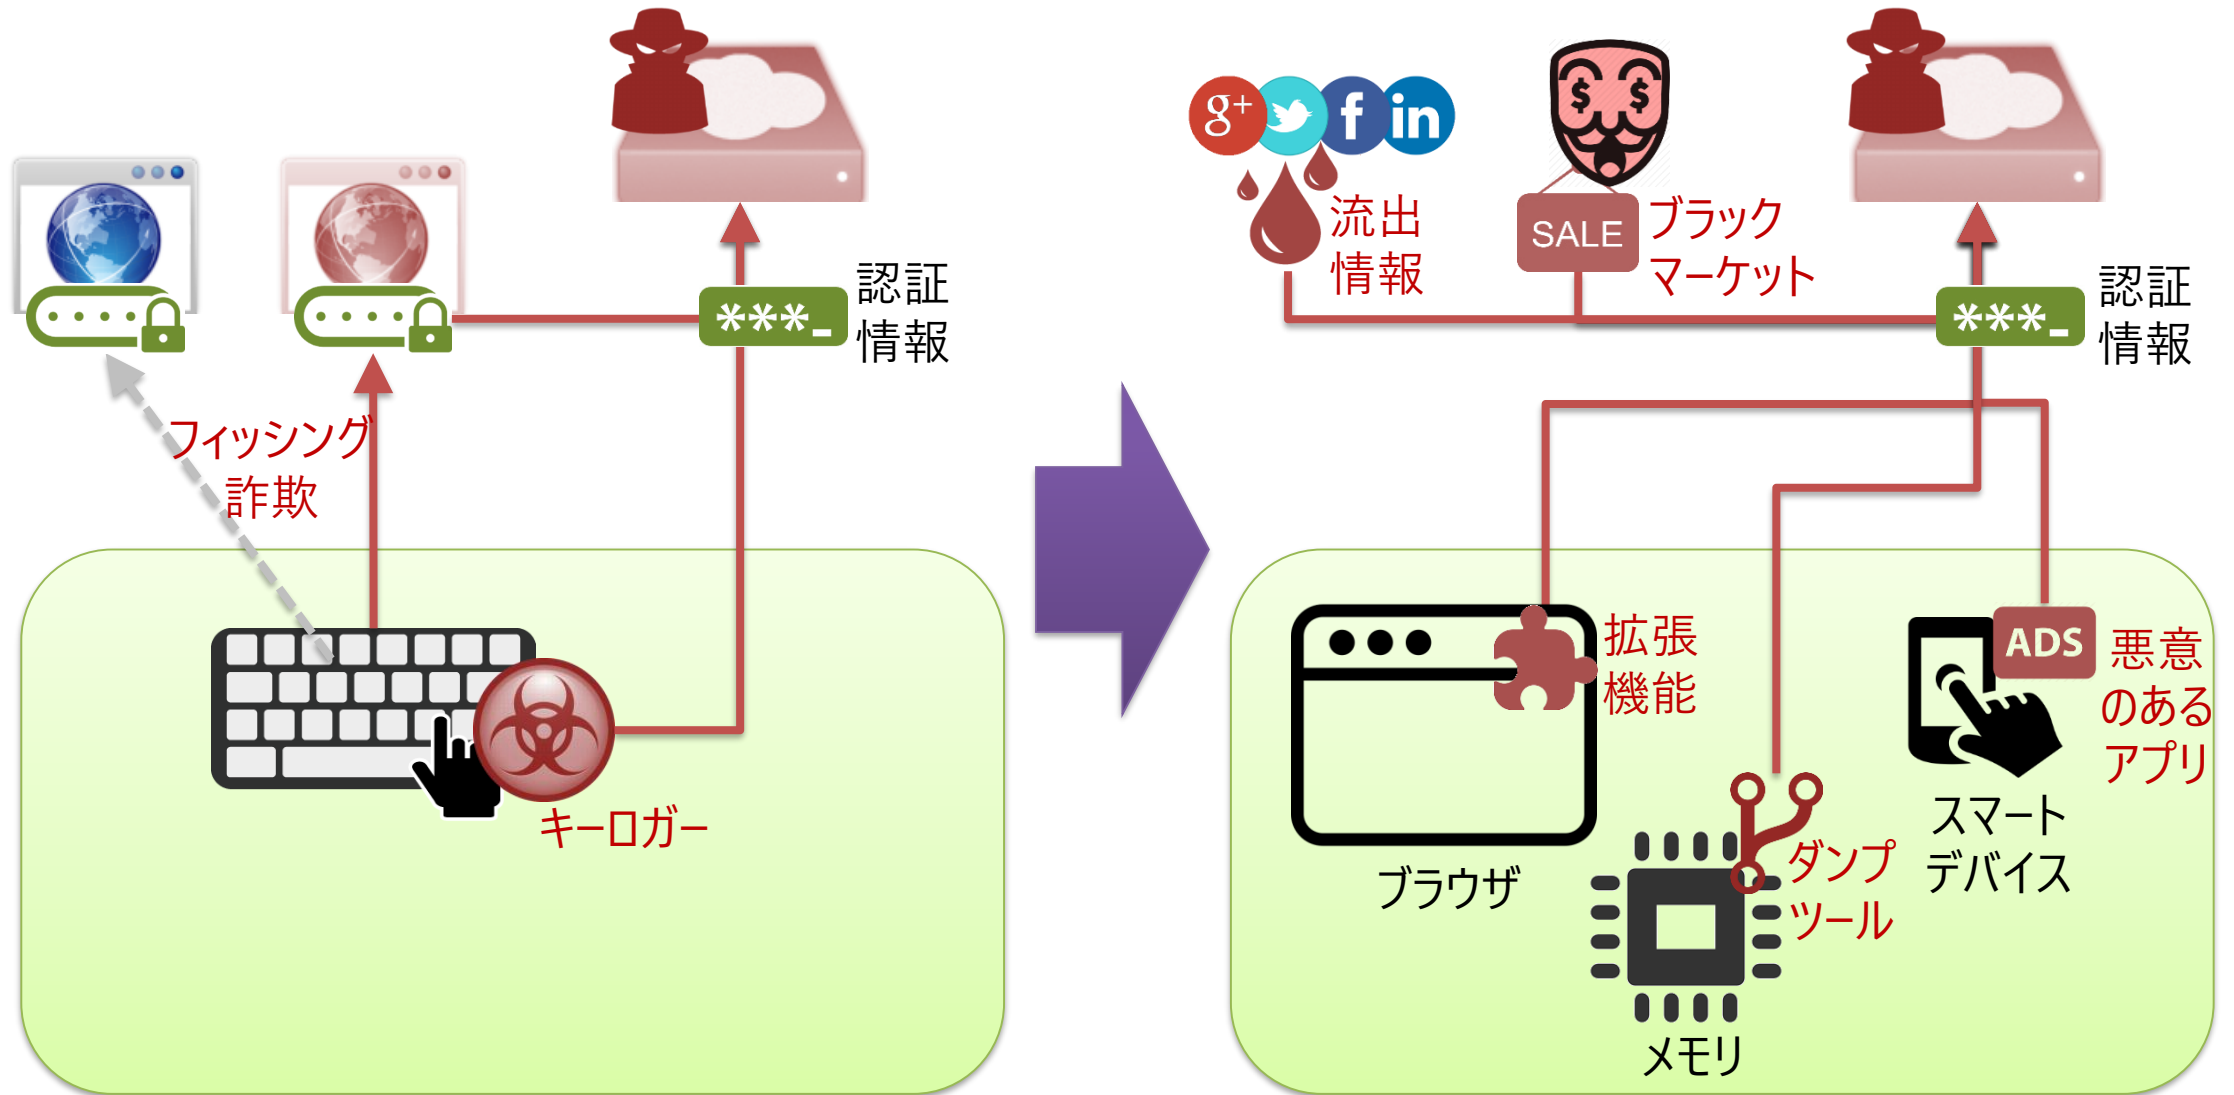 認証
情報
***_
フィッシング
詐欺
キーロガー
g+
f
in
流出
情報
SALE
ブラック
マーケット
認証
情報
***_
拡張
機能
ブラウザ
ダンプ
ツール
メモリ
ADS
悪意
のある
アプリ
スマート
デバイス
$ $